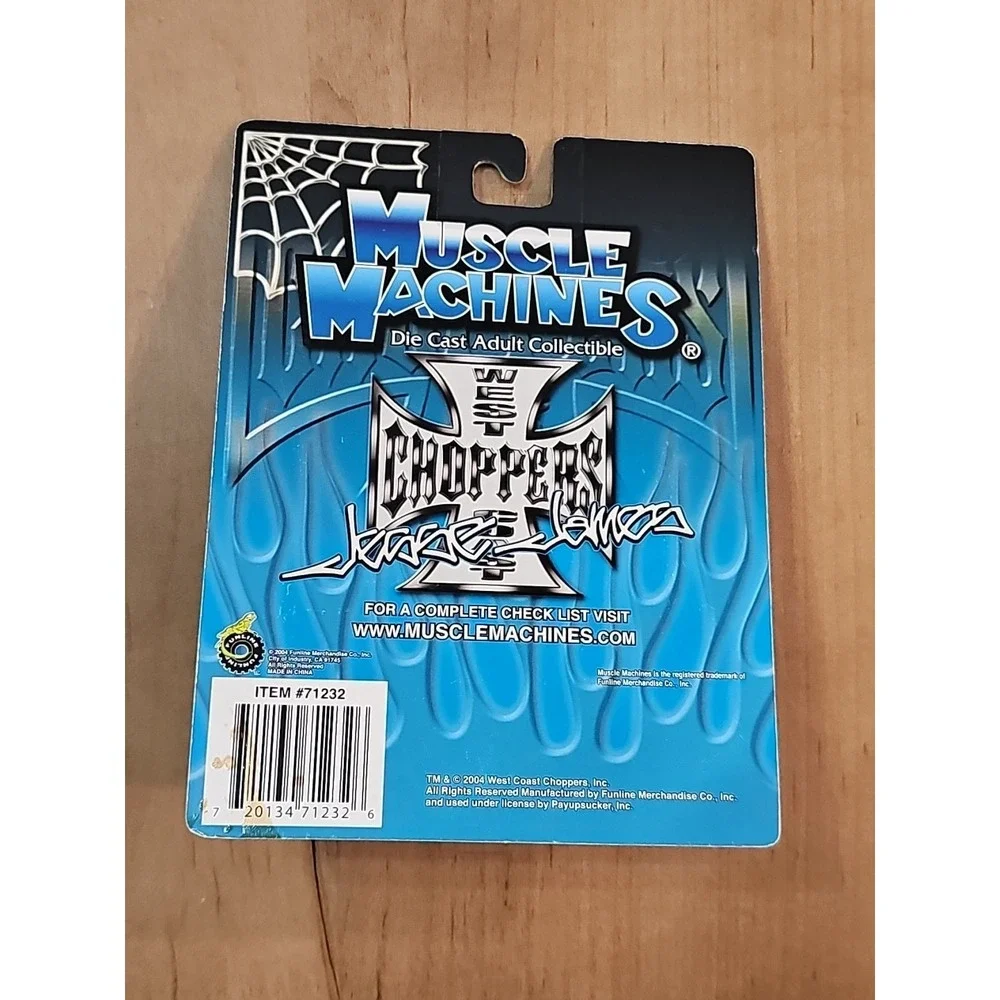 MUSCLE
MACHINES®
Die Cast Adult Collectible
WEST
CHOPPERS
Jesse James
FOR A COMPLETE CHECK LIST VISIT
WWW.MUSCLEMACHINES.COM
FUNLINE
© 2004 Funline Merchandise Co., Inc.
City of Industry, CA 91745
All Rights Reserved
MADE IN CHINA
Muscle Machines is the registered trademark of
Funline Merchandise Co., Inc.
ITEM #71232
7 20134 71232 6
TM & © 2004 West Coast Choppers, Inc.
All Rights Reserved Manufactured by Funline Merchandise Co., Inc.
and used under license by Payupsucker, Inc.